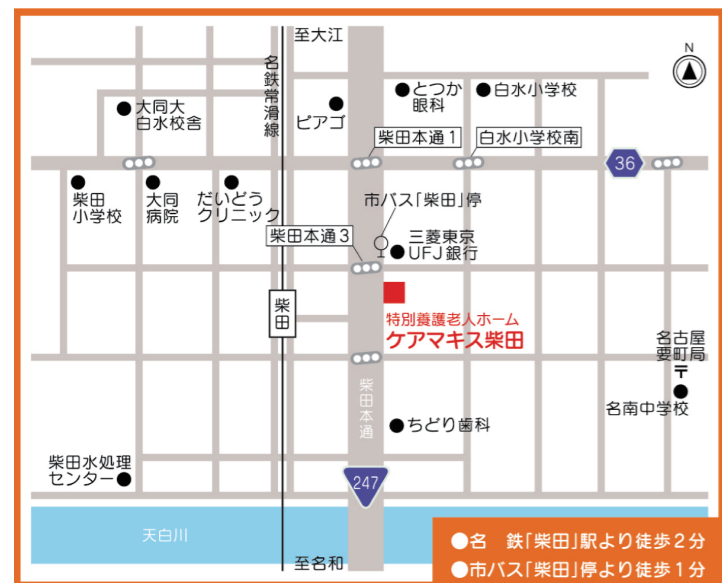 至大江
N
名鉄常滑線
とつか
眼科
白水小学校
大同大
白水校舎
ピアゴ
柴田本通1
白水小学校南
36
柴田
小学校
大同
病院
だいどう
クリニック
市バス「柴田」停
柴田本通3
三菱東京
UFJ銀行
柴田
特別養護老人ホーム
ケアマキス柴田
名古屋
要町局
〒
名南中学校
柴田本通
ちどり歯科
柴田水処理
センター
247
天白川
至名和
●名 鉄「柴田」駅より徒歩2分
●市バス「柴田」停より徒歩1分